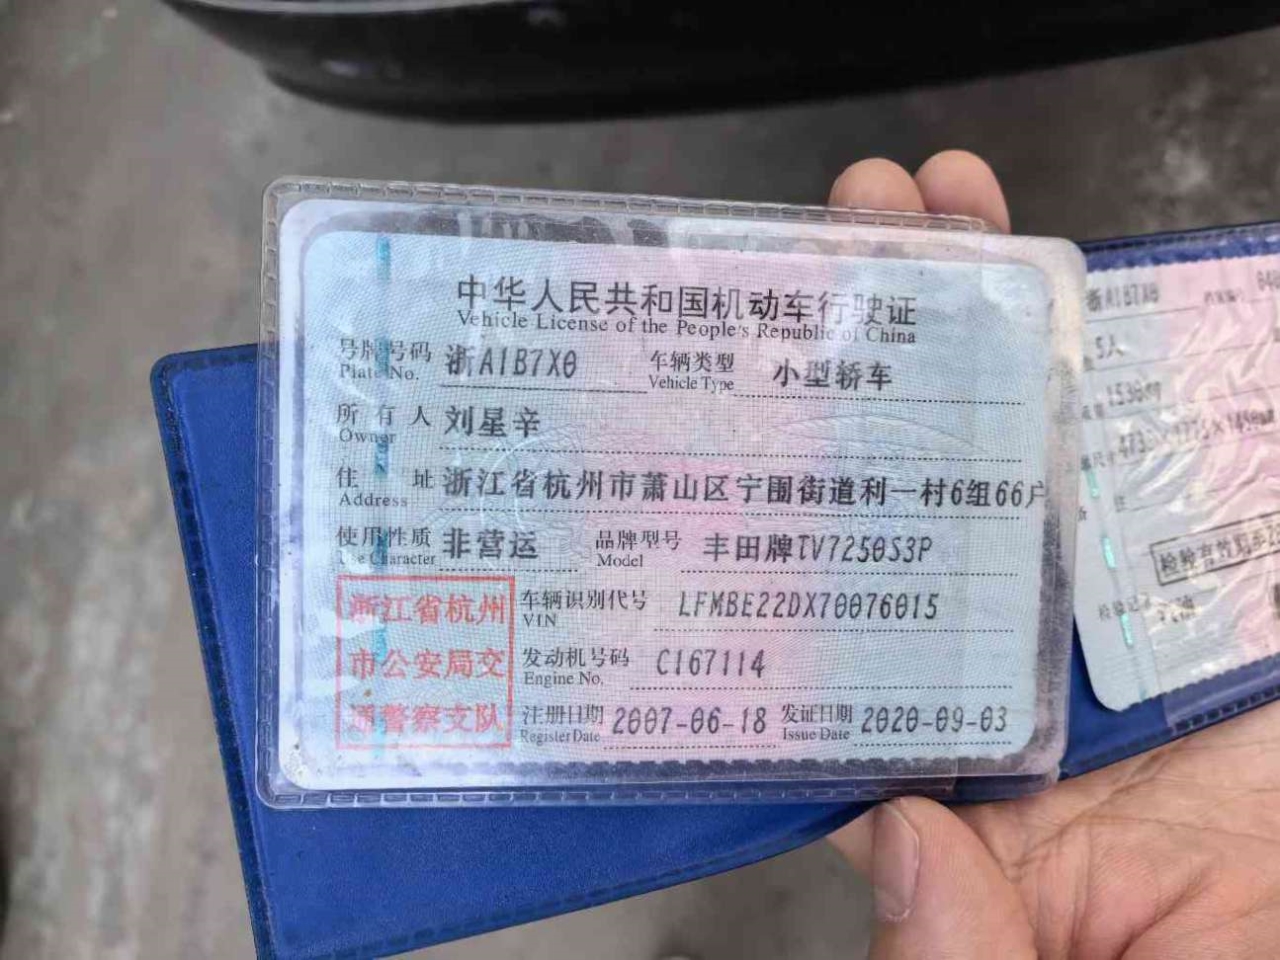 中华人民共和国机动车行驶证
Vehicle License of the People's Republic of China
号牌号码 浙A1B7X0 车辆类型 小型轿车
Plate No. Vehicle Type
所有人 刘星辛
Owner
住址 浙江省杭州市萧山区宁围街道利一村6组66户
Address
使用性质 非营运 品牌型号 丰田牌TV7250S3P
Use Character Model
浙江省杭州
市公安局交
通警察支队
车辆识别代号 LFMBE22DX70076015
VIN
发动机号码 C167114
Engine No.
注册日期 2007-06-18 发证日期 2020-09-03
Register Date Issue Date
浙A1B7X0
5人
1530kg
检验有效期至
检验记录